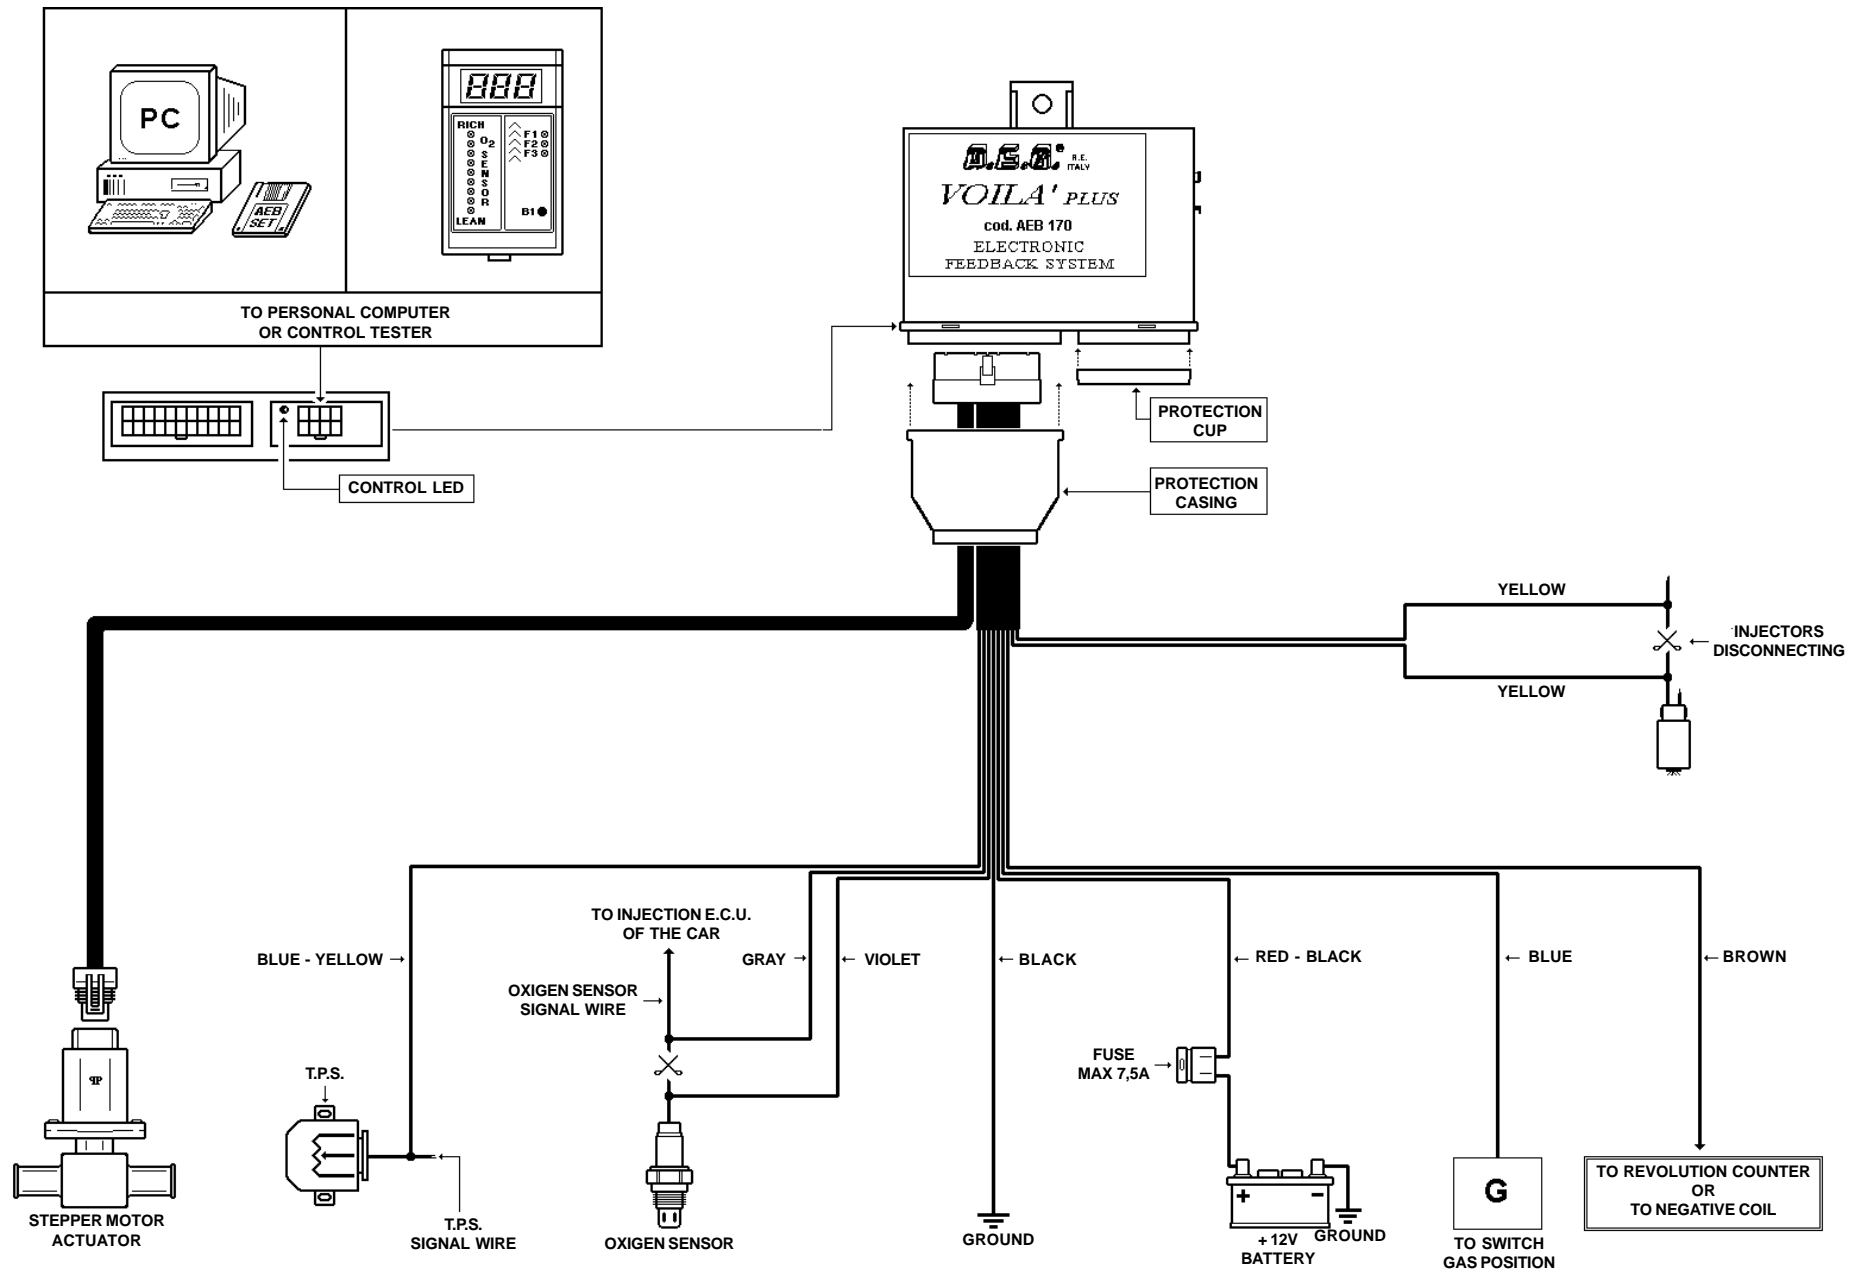 PC
AEB
SET
888
RICH
O2
SENSOR
LEAN
F1
F2
F3
B1
TO PERSONAL COMPUTER
OR CONTROL TESTER
CONTROL LED
A.E.B.®
R.E.
ITALY
VOILA' PLUS
cod. AEB 170
ELECTRONIC
FEEDBACK SYSTEM
PROTECTION
CUP
PROTECTION
CASING
YELLOW
INJECTORS
DISCONNECTING
YELLOW
TO INJECTION E.C.U.
OF THE CAR
BLUE - YELLOW
GRAY
VIOLET
BLACK
RED - BLACK
BLUE
BROWN
OXIGEN SENSOR
SIGNAL WIRE
FUSE
MAX 7,5A
T.P.S.
STEPPER MOTOR
ACTUATOR
T.P.S.
SIGNAL WIRE
OXIGEN SENSOR
GROUND
+ −
+ 12V
BATTERY
GROUND
G
TO SWITCH
GAS POSITION
TO REVOLUTION COUNTER
OR
TO NEGATIVE COIL